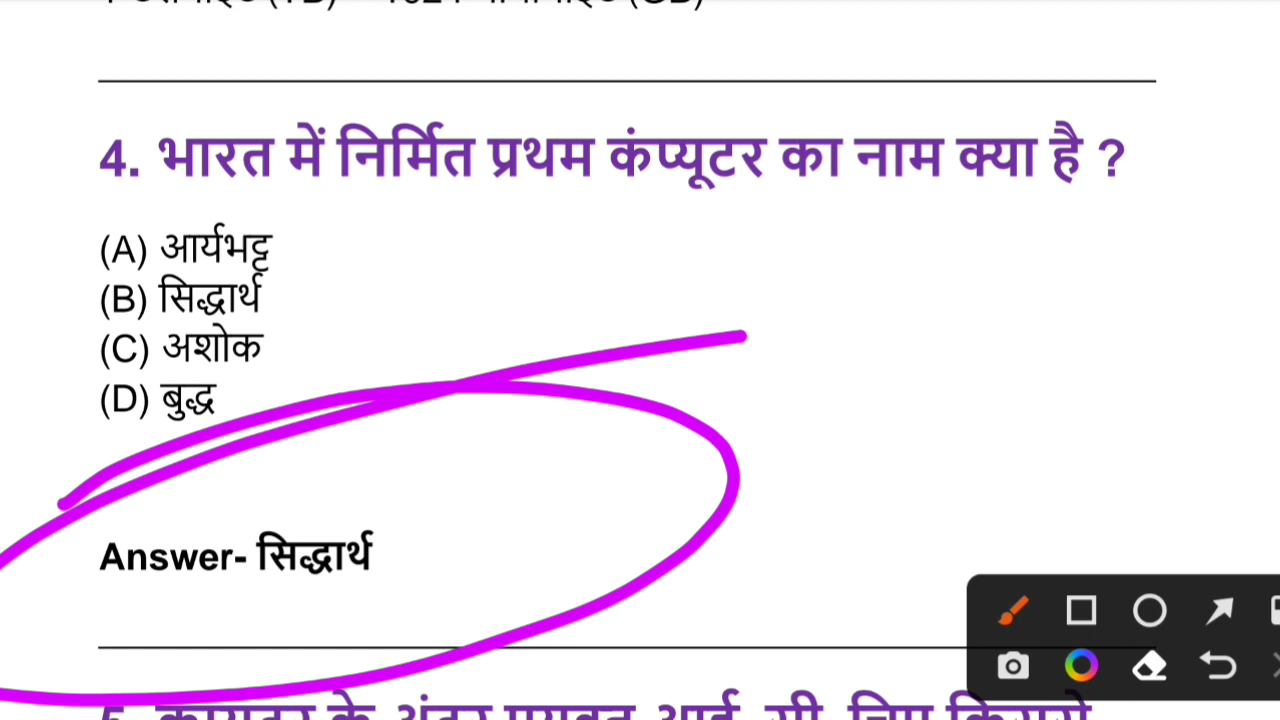 4. भारत में निर्मित प्रथम कंप्यूटर का नाम क्या है ?
(A) आर्यभट्ट
(B) सिद्धार्थ
(C) अशोक
(D) बुद्ध
Answer- सिद्धार्थ